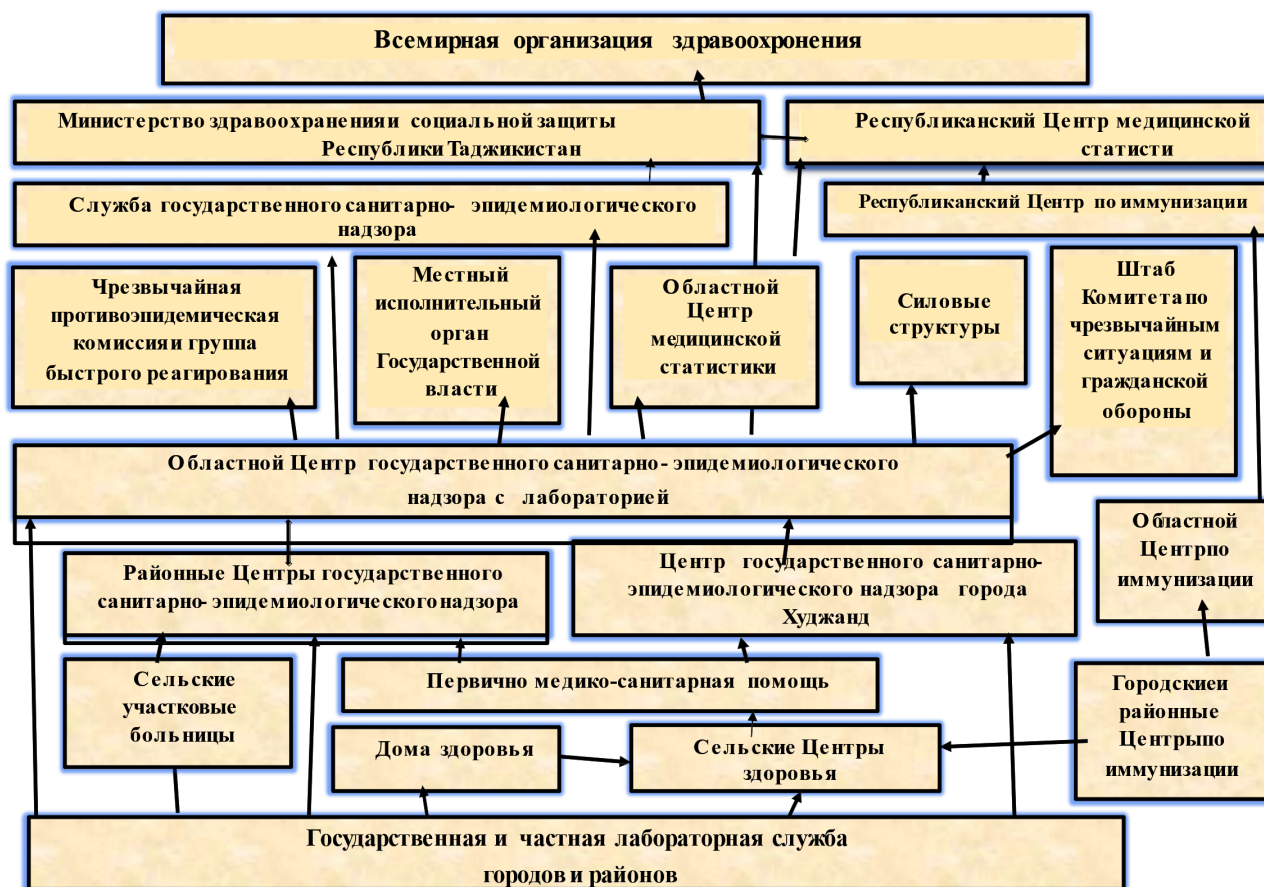 Всемирная организация здравоохронения
Министерство здравоохранения и социальной защиты
Республики Таджикистан
Республиканский Центр медицинской
статисти
Служба государственного санитарно- эпидемиологического
надзора
Республиканский Центр по иммунизации
Чрезвычайная
противоэпидемическая
комиссия и группа
быстрого реагирования
Местный
исполнительный
орган
Государственной
власти
Областной
Центр
медицинской
статистики
Силовые
структуры
Штаб
Комитета по
чрезвычайным
ситуациям и
гражданской
обороны
Областной Центр государственного санитарно- эпидемиологического
надзора с лабораторией
Областной
Центр по
иммунизации
Районные Центры государственного
санитарно- эпидемиологического надзора
Центр государственного санитарно-
эпидемиологического надзора города
Худжанд
Сельские
участковые
больницы
Первично медико-санитарная помощь
Городские и
районные
Центры по
иммунизации
Дома здоровья
Сельские Центры
здоровья
Государственная и частная лабораторная служба
городов и районов